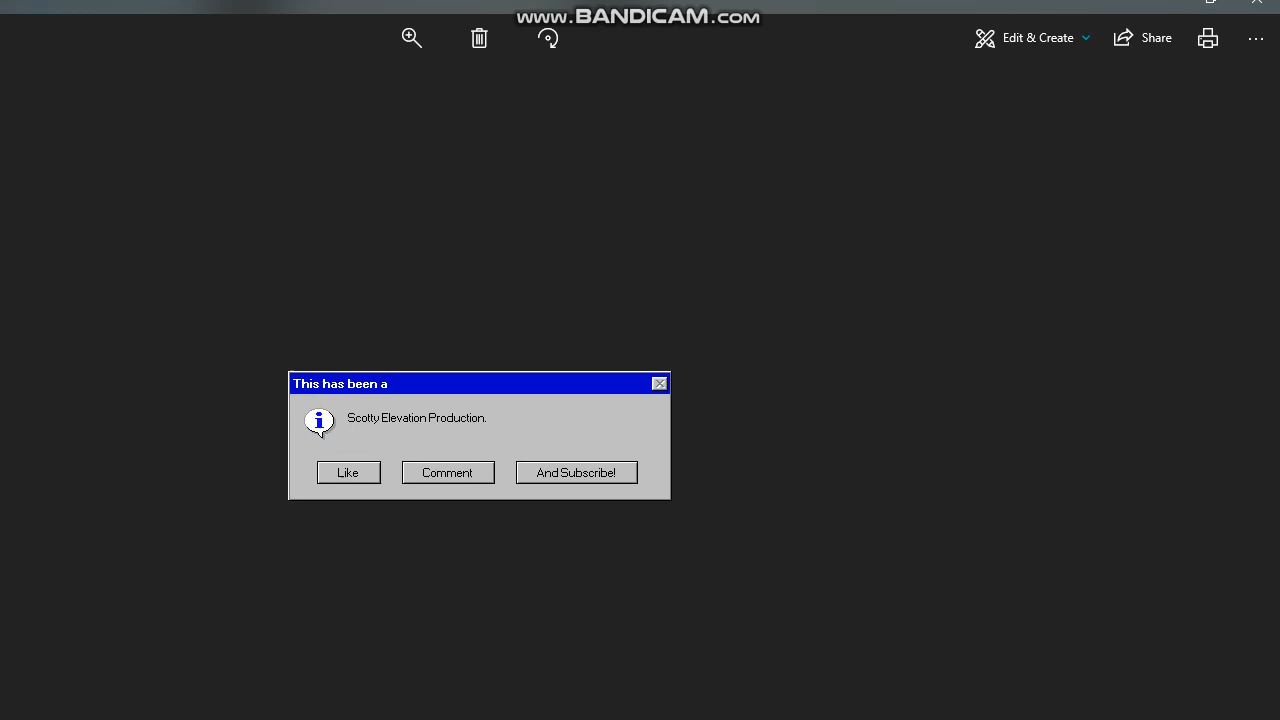 www.BANDICAM.com
Edit & Create
Share
This has been a
Scotty Elevation Production.
Like
Comment
And Subscribe!